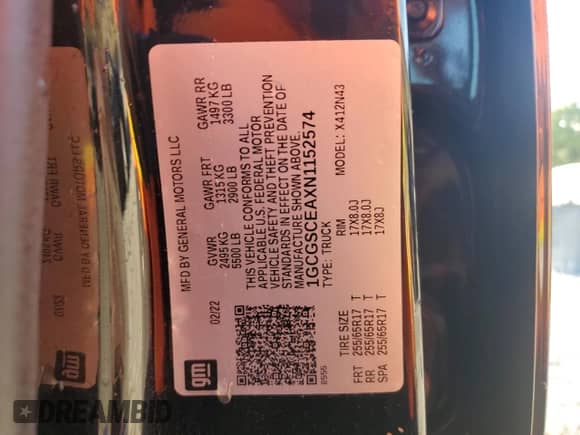 MFD BY GENERAL MOTORS LLC
02/22
GVWR GAWR FRT GAWR RR
2495 KG 1315 KG 1497 KG
5500 LB 2900 LB 3300 LB
THIS VEHICLE CONFORMS TO ALL
APPLICABLE U.S. FEDERAL MOTOR
VEHICLE SAFETY AND THEFT PREVENTION
STANDARDS IN EFFECT ON THE DATE OF
MANUFACTURE SHOWN ABOVE.
1GCGSCEAXN1152574
TYPE: TRUCK MODEL: X412N43
gm
E555
TIRE SIZE RIM
FRT 255/65R17 T 17X8.0J
RR 255/65R17 T 17X8.0J
SPA 255/65R17 T 17X8J
DREAMBID